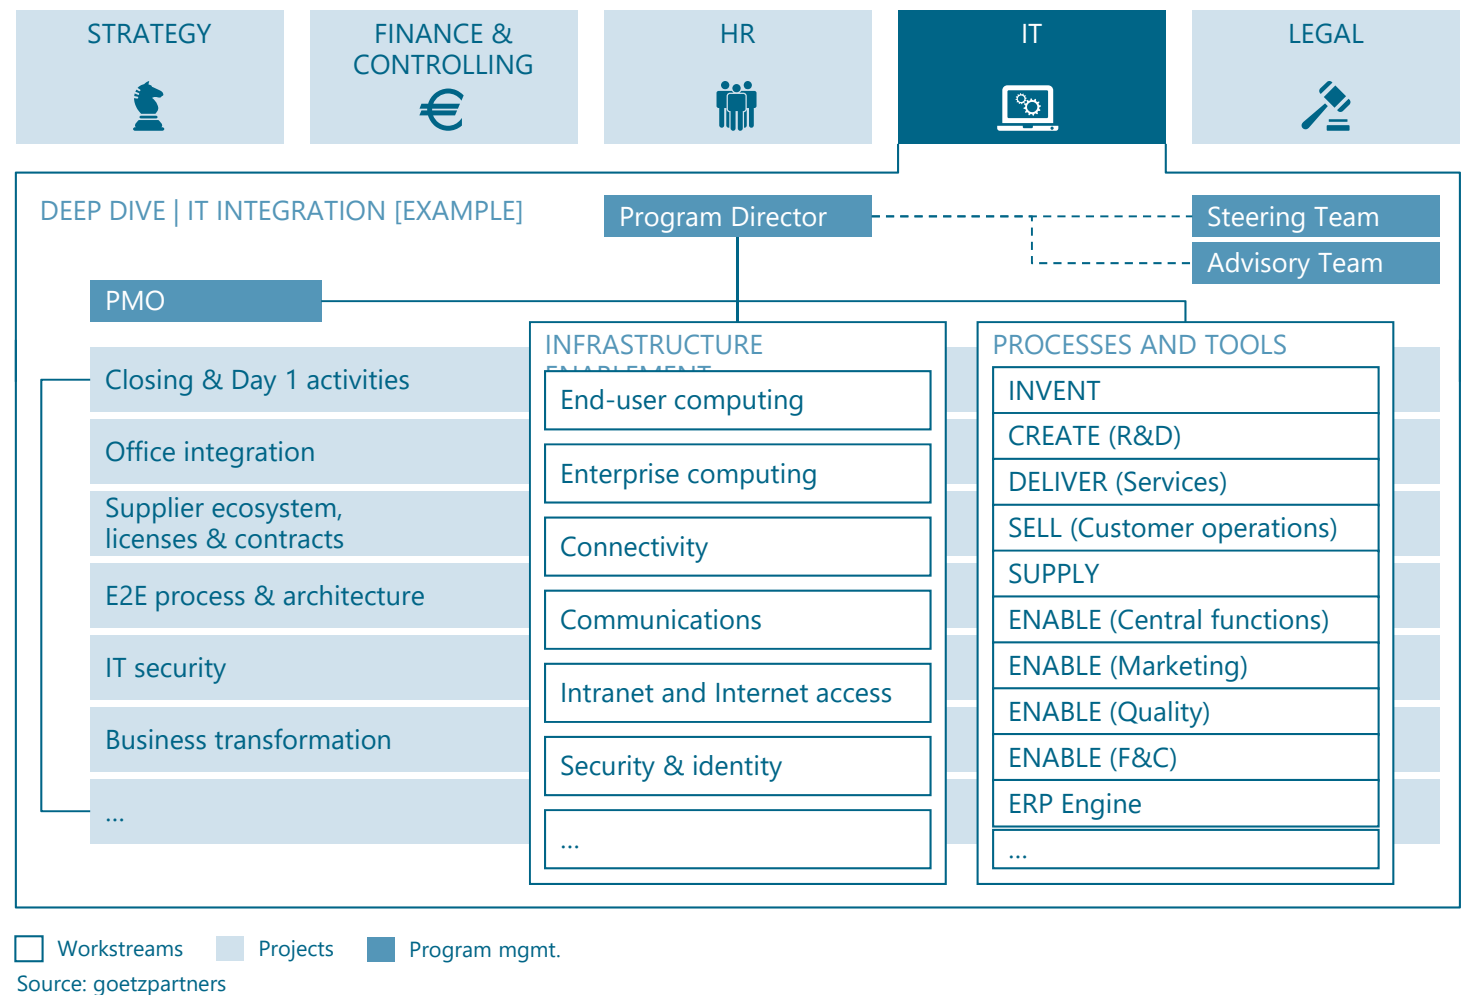 STRATEGY
FINANCE &
CONTROLLING
HR
IT
LEGAL
DEEP DIVE | IT INTEGRATION [EXAMPLE]
Program Director
Steering Team
Advisory Team
PMO
Closing & Day 1 activities
Office integration
Supplier ecosystem,
licenses & contracts
E2E process & architecture
IT security
Business transformation
...
INFRASTRUCTURE
ENABLEMENT
End-user computing
Enterprise computing
Connectivity
Communications
Intranet and Internet access
Security & identity
...
PROCESSES AND TOOLS
INVENT
CREATE (R&D)
DELIVER (Services)
SELL (Customer operations)
SUPPLY
ENABLE (Central functions)
ENABLE (Marketing)
ENABLE (Quality)
ENABLE (F&C)
ERP Engine
...
Workstreams
Projects
Program mgmt.
Source: goetzpartners